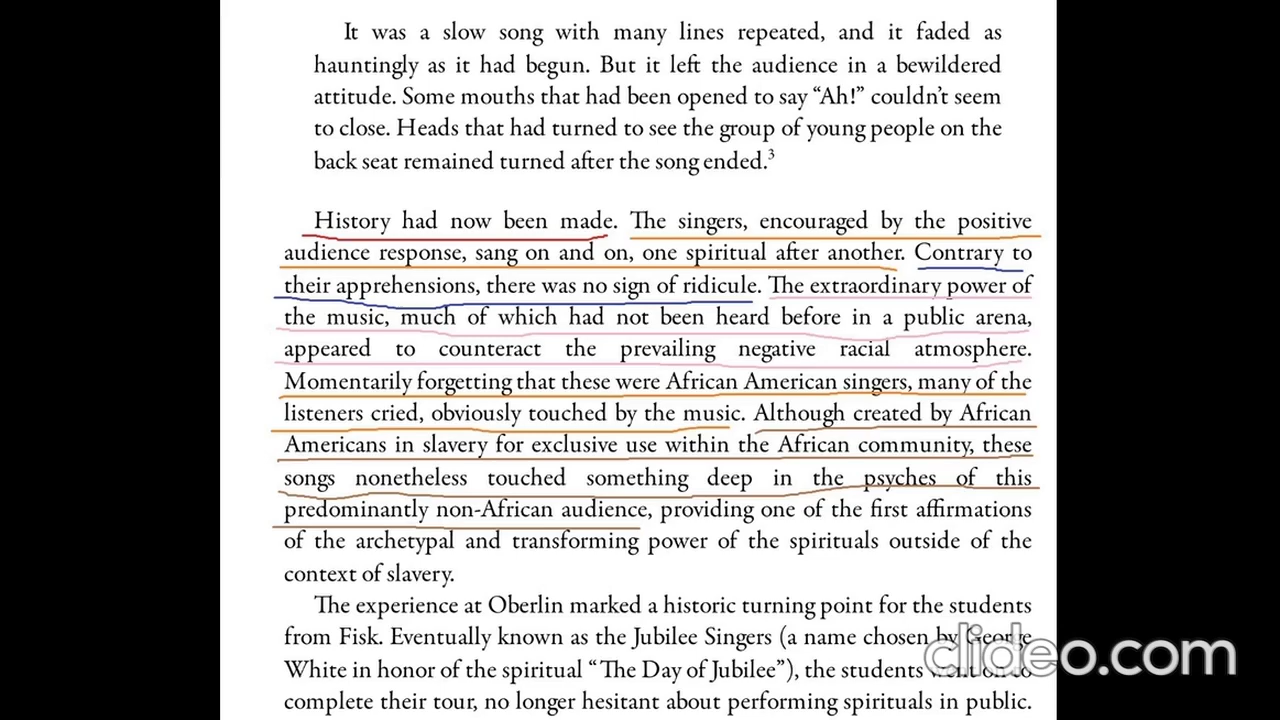 It was a slow song with many lines repeated, and it faded as
hauntingly as it had begun. But it left the audience in a bewildered
attitude. Some mouths that had been opened to say “Ah!” couldn’t seem
to close. Heads that had turned to see the group of young people on the
back seat remained turned after the song ended.3
History had now been made. The singers, encouraged by the positive
audience response, sang on and on, one spiritual after another. Contrary to
their apprehensions, there was no sign of ridicule. The extraordinary power of
the music, much of which had not been heard before in a public arena,
appeared to counteract the prevailing negative racial atmosphere.
Momentarily forgetting that these were African American singers, many of the
listeners cried, obviously touched by the music. Although created by African
Americans in slavery for exclusive use within the African community, these
songs nonetheless touched something deep in the psyches of this
predominantly non-African audience, providing one of the first affirmations
of the archetypal and transforming power of the spirituals outside of the
context of slavery.
The experience at Oberlin marked a historic turning point for the students
from Fisk. Eventually known as the Jubilee Singers (a name chosen by George
White in honor of the spiritual “The Day of Jubilee”), the students went on to
complete their tour, no longer hesitant about performing spirituals in public.
clideo.com